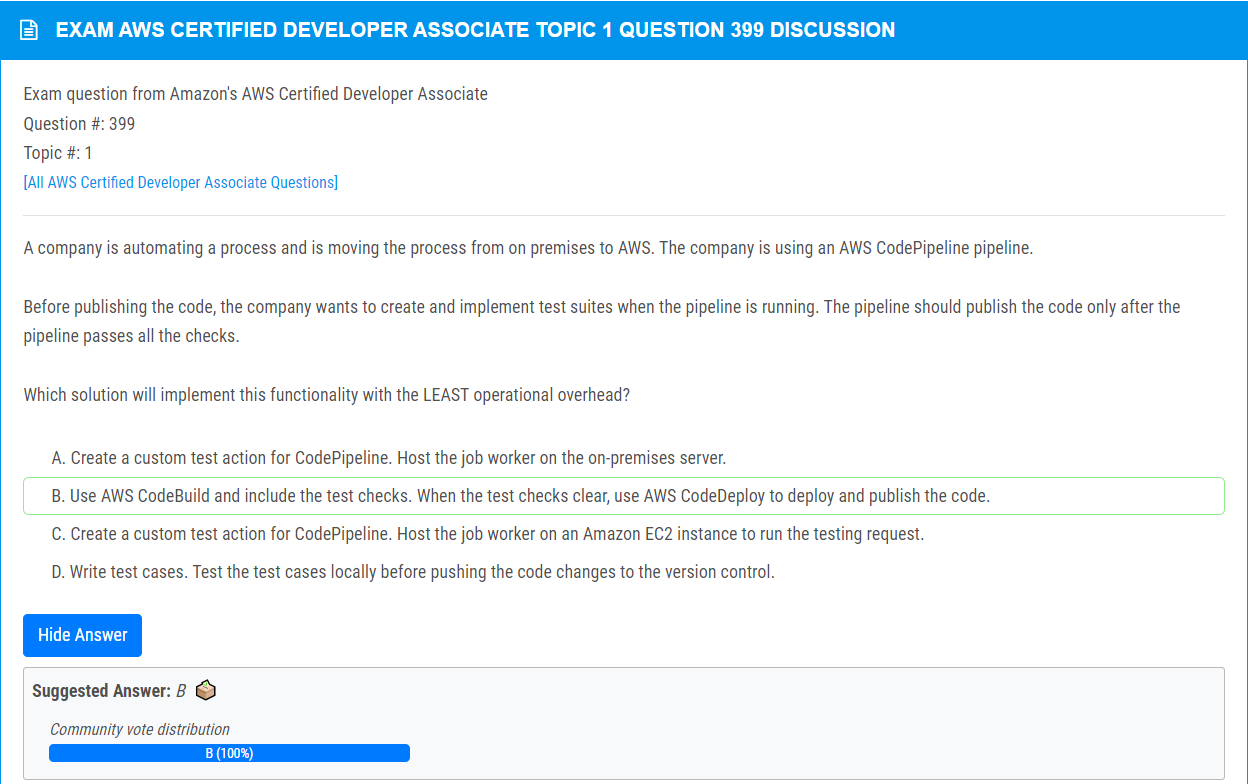 EXAM AWS CERTIFIED DEVELOPER ASSOCIATE TOPIC 1 QUESTION 399 DISCUSSION
Exam question from Amazon's AWS Certified Developer Associate
Question #: 399
Topic #: 1
[All AWS Certified Developer Associate Questions]
A company is automating a process and is moving the process from on premises to AWS. The company is using an AWS CodePipeline pipeline.
Before publishing the code, the company wants to create and implement test suites when the pipeline is running. The pipeline should publish the code only after the
pipeline passes all the checks.
Which solution will implement this functionality with the LEAST operational overhead?
A. Create a custom test action for CodePipeline. Host the job worker on the on-premises server.
B. Use AWS CodeBuild and include the test checks. When the test checks clear, use AWS CodeDeploy to deploy and publish the code.
C. Create a custom test action for CodePipeline. Host the job worker on an Amazon EC2 instance to run the testing request.
D. Write test cases. Test the test cases locally before pushing the code changes to the version control.
Hide Answer
Suggested Answer: B
Community vote distribution
B (100%)